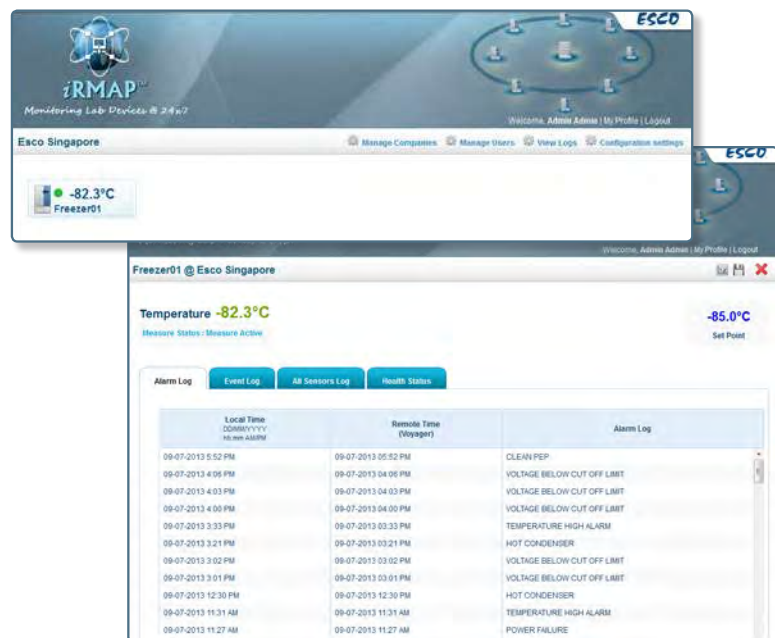 ESCO
iRMAP™
Monitoring Lab Devices @ 24x7
Welcome, Admin Admin | My Profile | Logout
Esco Singapore
Manage Companies Manage Users View Logs Configuration settings
-82.3°C
Freezer01
ESCO
Welcome, Admin Admin | My Profile | Logout
Freezer01 @ Esco Singapore
Temperature -82.3°C
-85.0°C
Measure Status : Measure Active
Set Point
Alarm Log Event Log All Sensors Log Health Status
Local Time
DD/MM/YYYY
hh:mm AM/PM
Remote Time
(Voyager)
Alarm Log
09-07-2013 5:52 PM 09-07-2013 05:52 PM CLEAN PEP
09-07-2013 4:06 PM 09-07-2013 04:06 PM VOLTAGE BELOW CUT OFF LIMIT
09-07-2013 4:03 PM 09-07-2013 04:03 PM VOLTAGE BELOW CUT OFF LIMIT
09-07-2013 4:00 PM 09-07-2013 04:00 PM VOLTAGE BELOW CUT OFF LIMIT
09-07-2013 3:33 PM 09-07-2013 03:33 PM TEMPERATURE HIGH ALARM
09-07-2013 3:21 PM 09-07-2013 03:21 PM HOT CONDENSER
09-07-2013 3:02 PM 09-07-2013 03:02 PM VOLTAGE BELOW CUT OFF LIMIT
09-07-2013 3:01 PM 09-07-2013 03:01 PM VOLTAGE BELOW CUT OFF LIMIT
09-07-2013 12:30 PM 09-07-2013 12:30 PM HOT CONDENSER
09-07-2013 11:31 AM 09-07-2013 11:31 AM TEMPERATURE HIGH ALARM
09-07-2013 11:27 AM 09-07-2013 11:27 AM POWER FAILURE